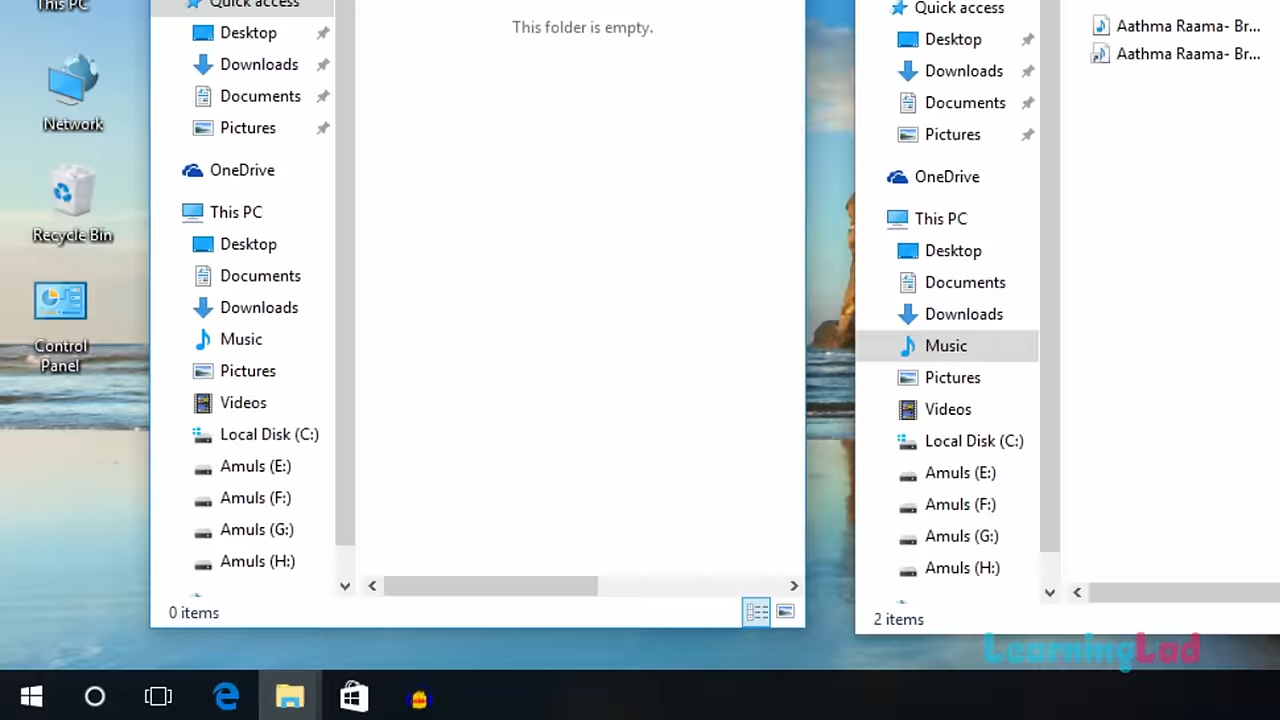 This PC
Network
Recycle Bin
Control
Panel
Quick access
Desktop
Downloads
Documents
Pictures
OneDrive
This PC
Desktop
Documents
Downloads
Music
Pictures
Videos
Local Disk (C:)
Amuls (E:)
Amuls (F:)
Amuls (G:)
Amuls (H:)
0 items
This folder is empty.
Quick access
Desktop
Downloads
Documents
Pictures
OneDrive
This PC
Desktop
Documents
Downloads
Music
Pictures
Videos
Local Disk (C:)
Amuls (E:)
Amuls (F:)
Amuls (G:)
Amuls (H:)
2 items
Aathma Raama- Br...
Aathma Raama- Br...
LearningLad